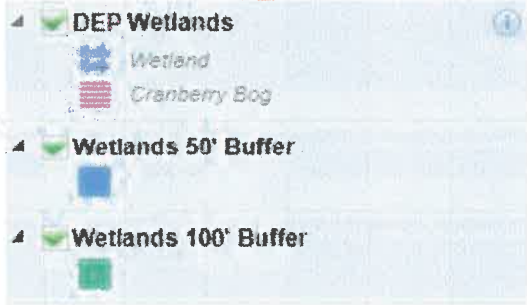 DEP Wetlands
Wetland
Cranberry Bog
Wetlands 50' Buffer
Wetlands 100' Buffer